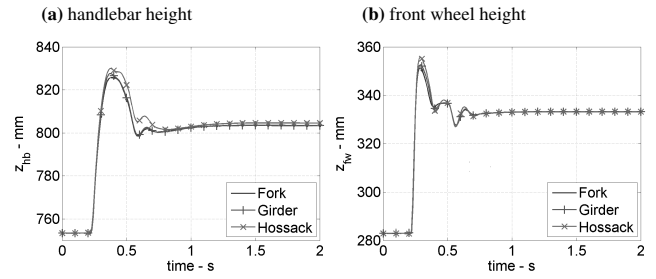 (a) handlebar height
840
820
800
780
760
z_hb - mm
0 0.5 1 1.5 2
time - s
Fork
Girder
Hossack
(b) front wheel height
360
340
320
300
280
z_fw - mm
0 0.5 1 1.5 2
time - s
Fork
Girder
Hossack